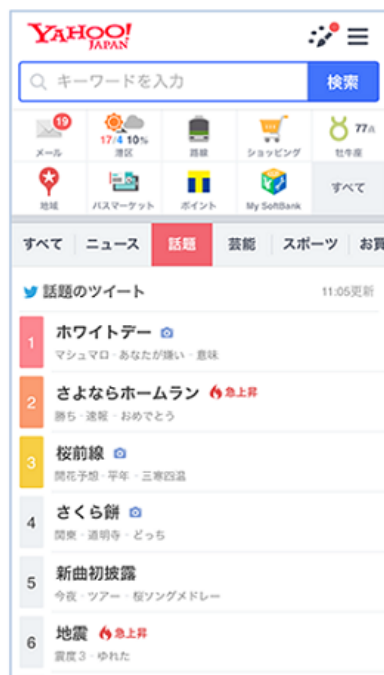 YAHOO!
JAPAN
キーワードを入力 検索
19 17/4 10% 77点
メール 港区 路線 ショッピング 牡牛座
地域 パスマーケット ポイント My SoftBank すべて
すべて ニュース 話題 芸能 スポーツ お買
話題のツイート 11:05更新
1 ホワイトデー
マシュマロ - あなたが嫌い - 意味
2 さよならホームラン 急上昇
勝ち - 速報 - おめでとう
3 桜前線
開花予想 - 平年 - 三寒四温
4 さくら餅
関東 - 道明寺 - どっち
5 新曲初披露
今夜 - ツアー - 桜ソングメドレー
6 地震 急上昇
震度3 - ゆれた